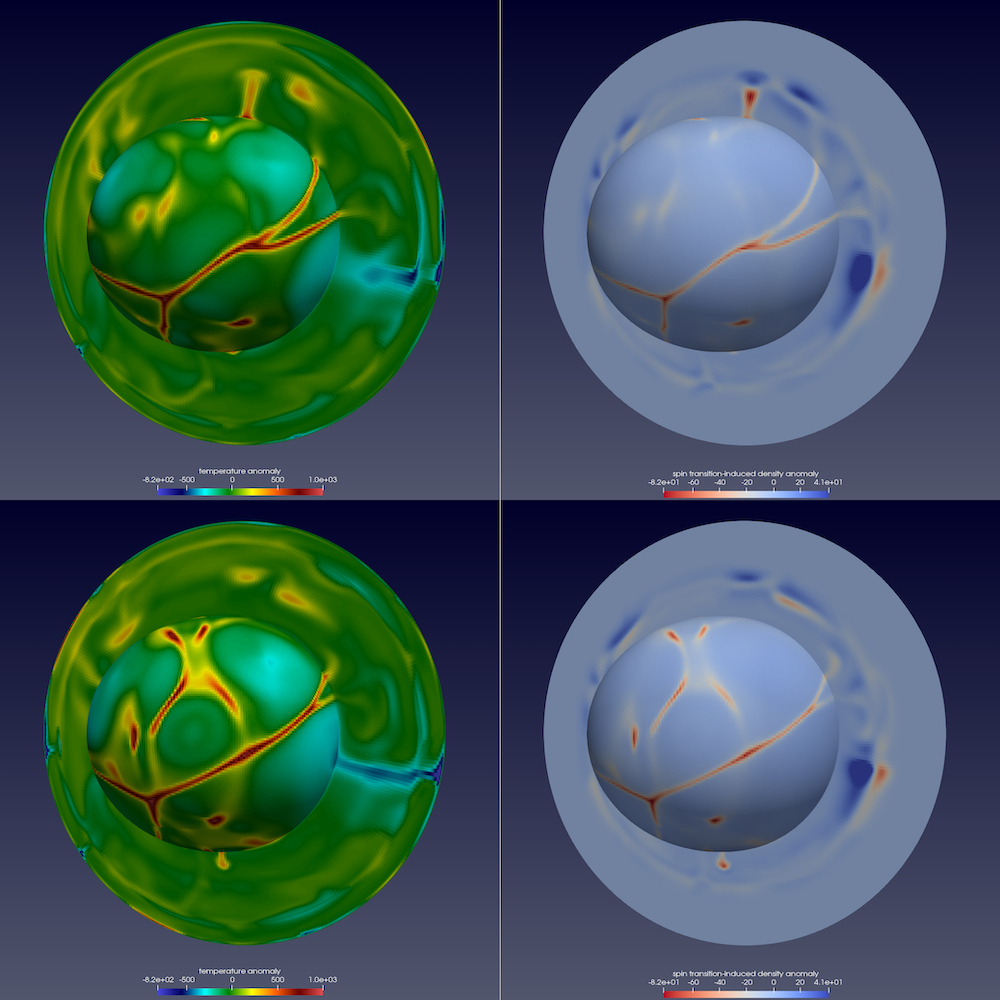 temperature anomaly
-8.2e+02 -500 0 500 1.0e+03
spin transition-induced density anomaly
-8.2e+01 -60 -40 -20 0 20 4.1e+01
temperature anomaly
-8.2e+02 -500 0 500 1.0e+03
spin transition-induced density anomaly
-8.2e+01 -60 -40 -20 0 20 4.1e+01